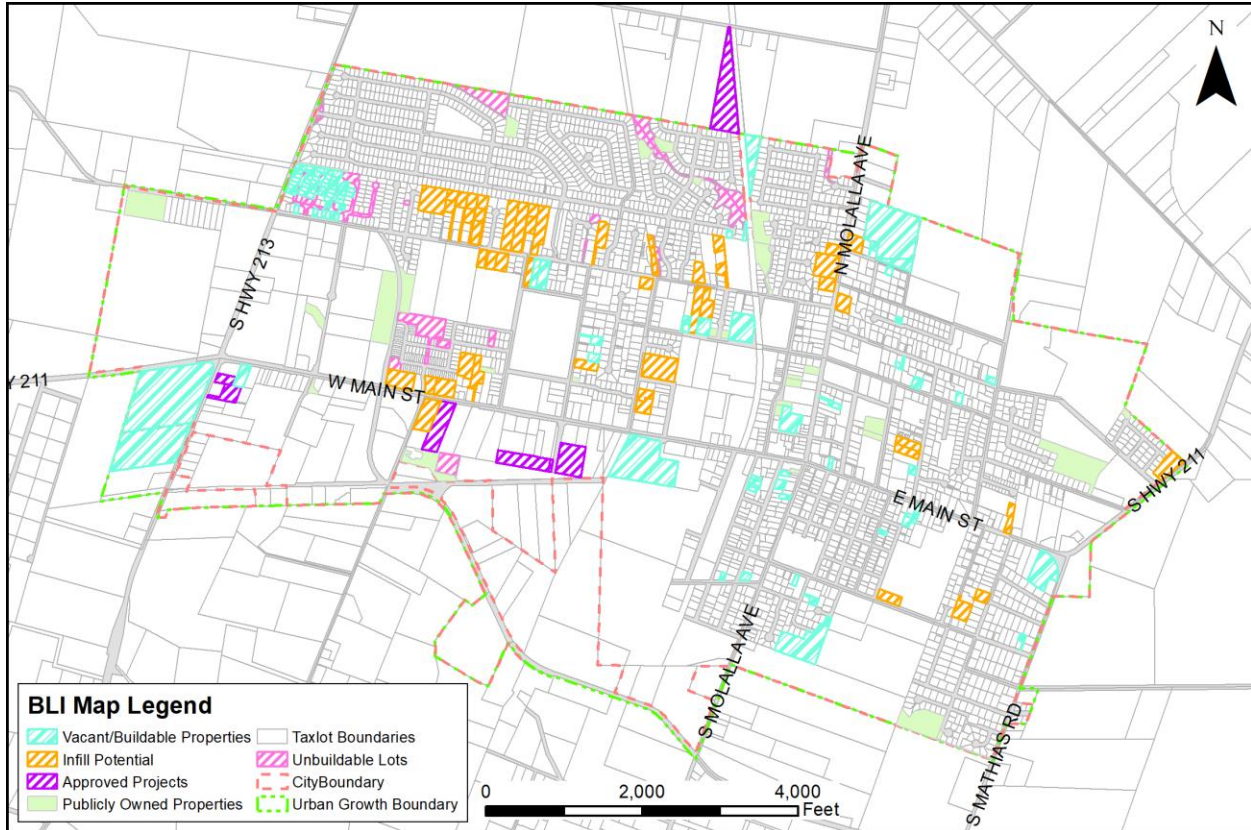 N
N MOLALLA AVE
S HWY 213
Y 211
W MAIN ST
S HWY 211
E MAIN ST
S MOLALLA AVE
S MATHIAS RD
BLI Map Legend
Vacant/Buildable Properties
Infill Potential
Approved Projects
Publicly Owned Properties
Taxlot Boundaries
Unbuildable Lots
CityBoundary
Urban Growth Boundary
0 2,000 4,000
Feet